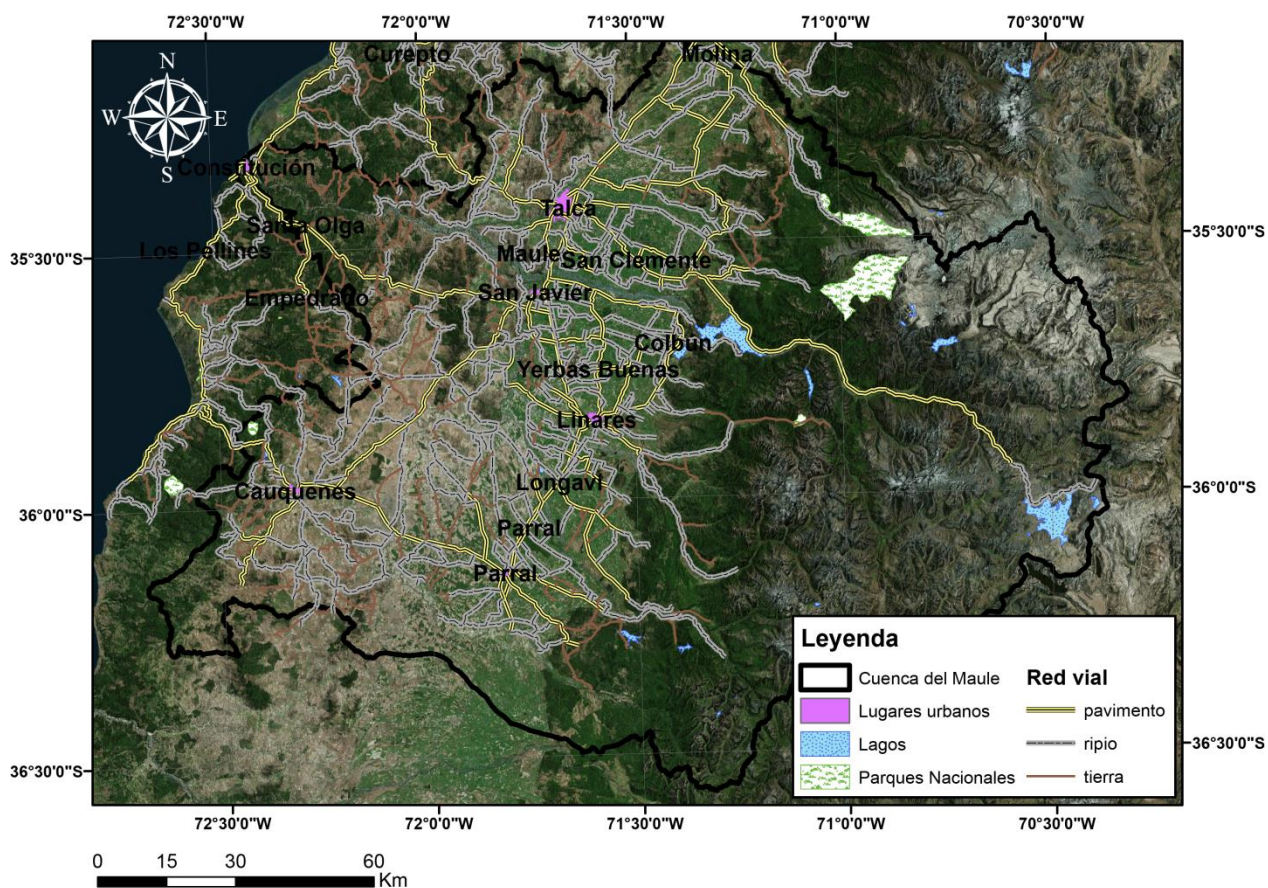 72°30'0"W 72°0'0"W 71°30'0"W 71°0'0"W 70°30'0"W
N
W E
S
Curepto
Molina
Constitución
Talca
Santa Olga
Los Pellines
Maule
San Clemente
35°30'0"S
35°30'0"S
Empedrado
San Javier
Colbun
Yerbas Buenas
Linares
Cauquenes
Longaví
36°0'0"S
36°0'0"S
Parral
Parral
Leyenda
Cuenca del Maule
Lugares urbanos
Lagos
Parques Nacionales
Red vial
pavimento
ripio
tierra
36°30'0"S
36°30'0"S
72°30'0"W 72°0'0"W 71°30'0"W 71°0'0"W 70°30'0"W
0 15 30 60
Km